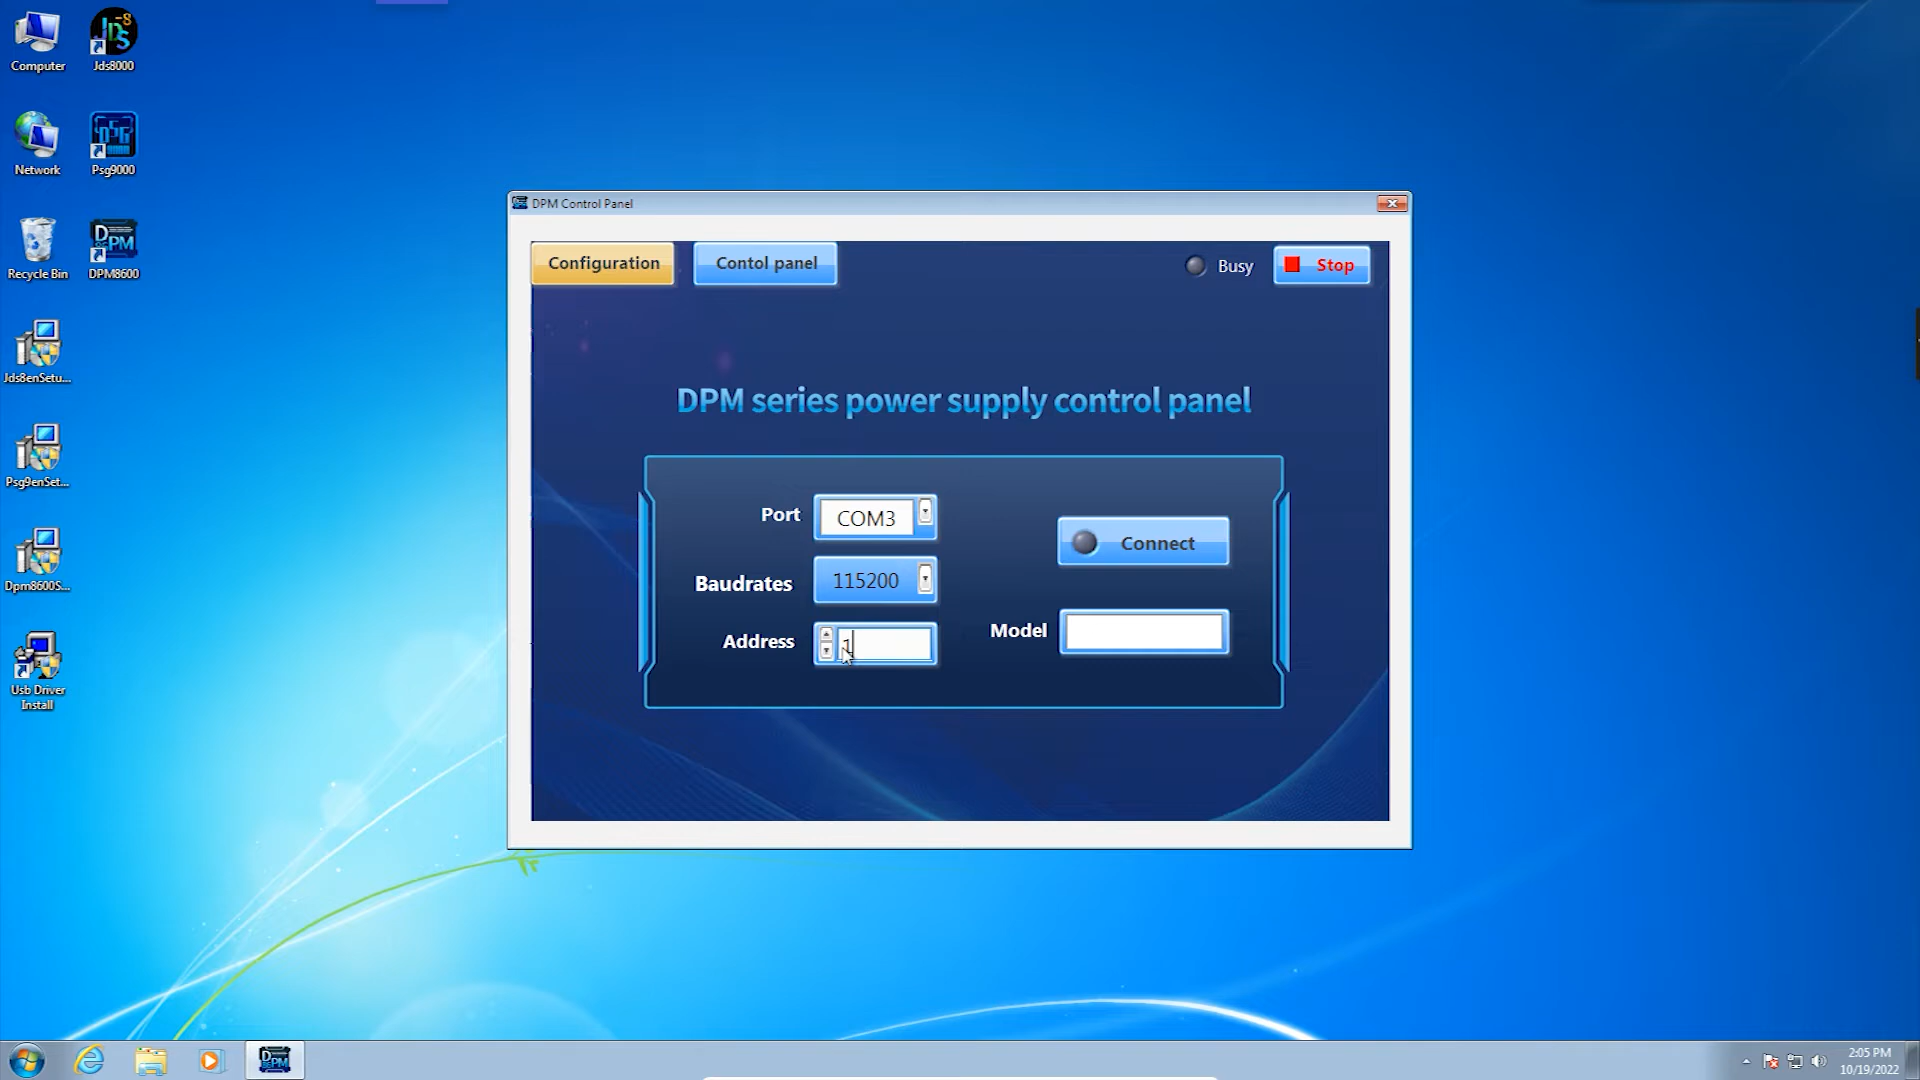 Computer
Jds8000
Network
Psg9000
Recycle Bin
DPM8600
Jds8enSetu...
Psg9enSet...
Dpm8600S...
Usb Driver
Install
DPM Control Panel
Configuration
Contol panel
Busy
Stop
DPM series power supply control panel
Port
COM3
Connect
Baudrates
115200
Address
1
Model
2:05 PM
10/19/2022